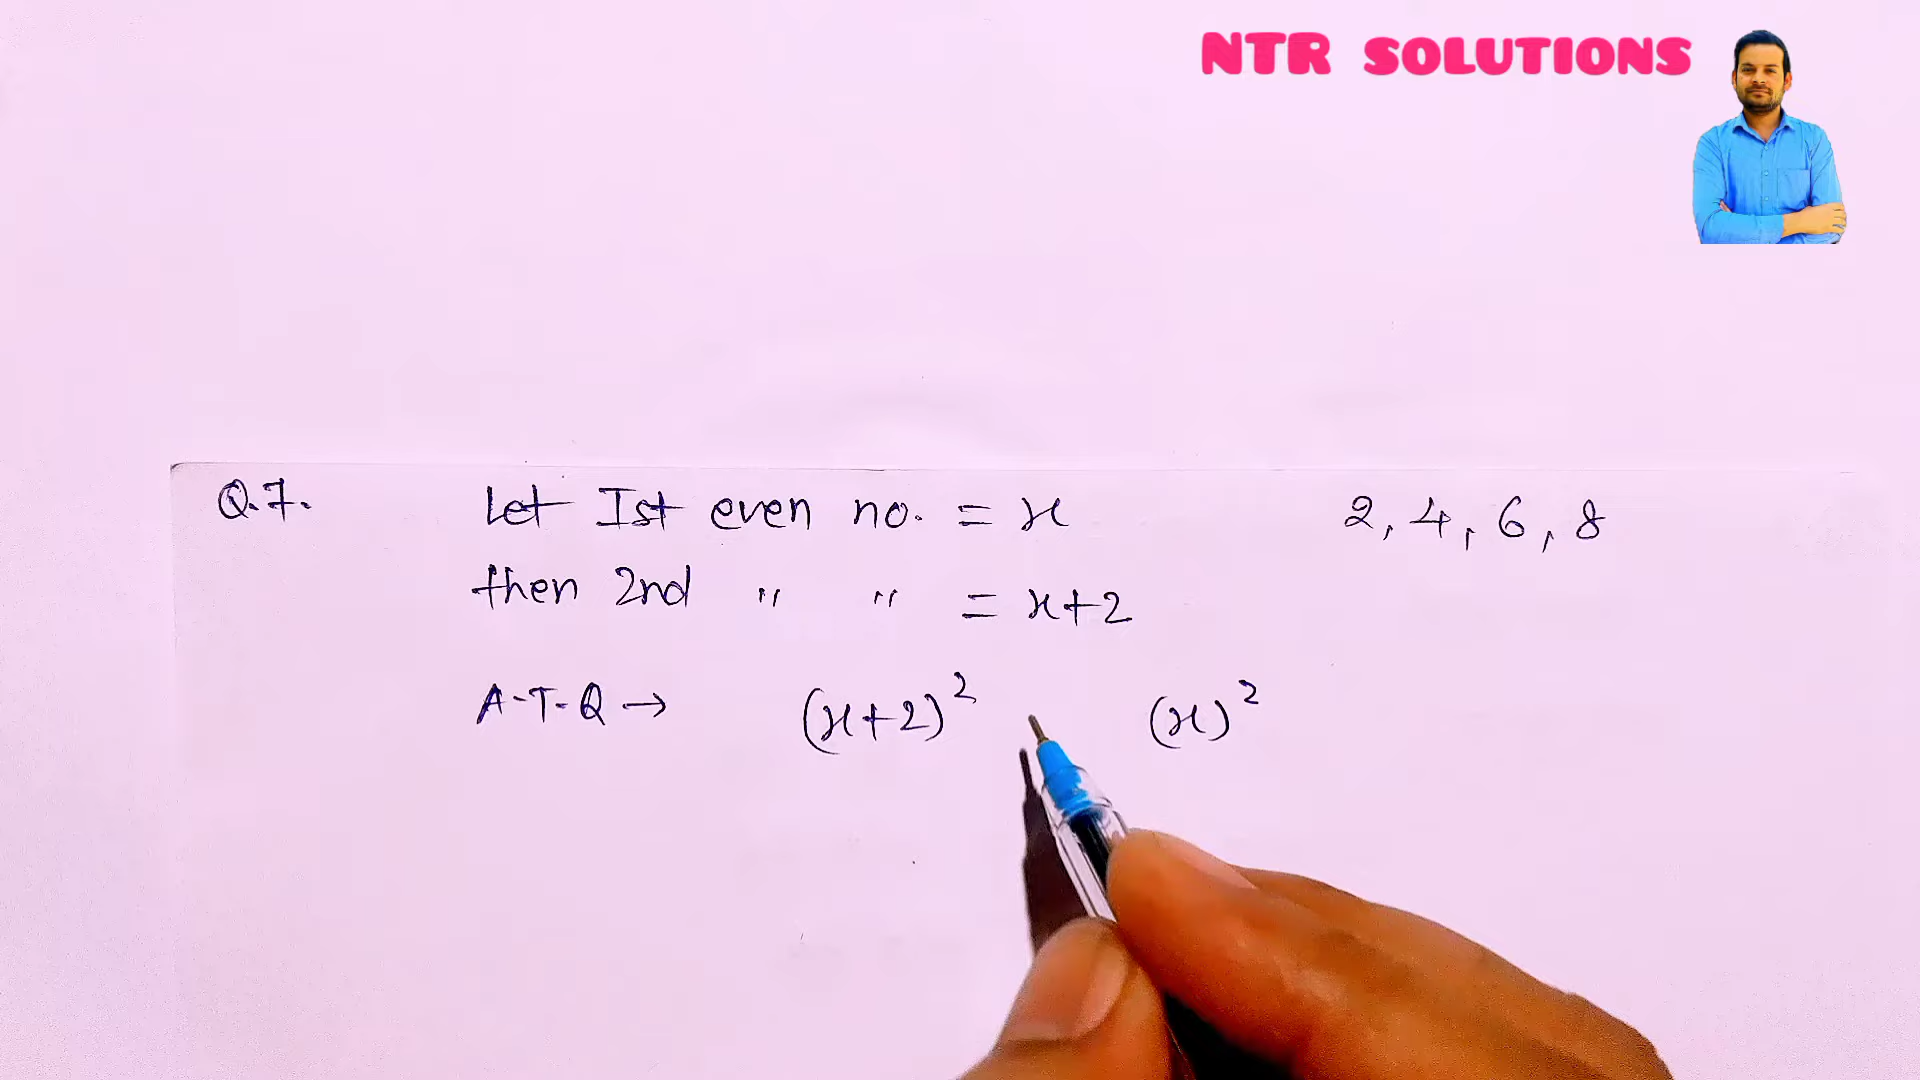 NTR SOLUTIONS
Q.7. Let Ist even no. = x 2, 4, 6, 8
then 2nd " " = x+2
A-T-Q → (x+2)² (x)²